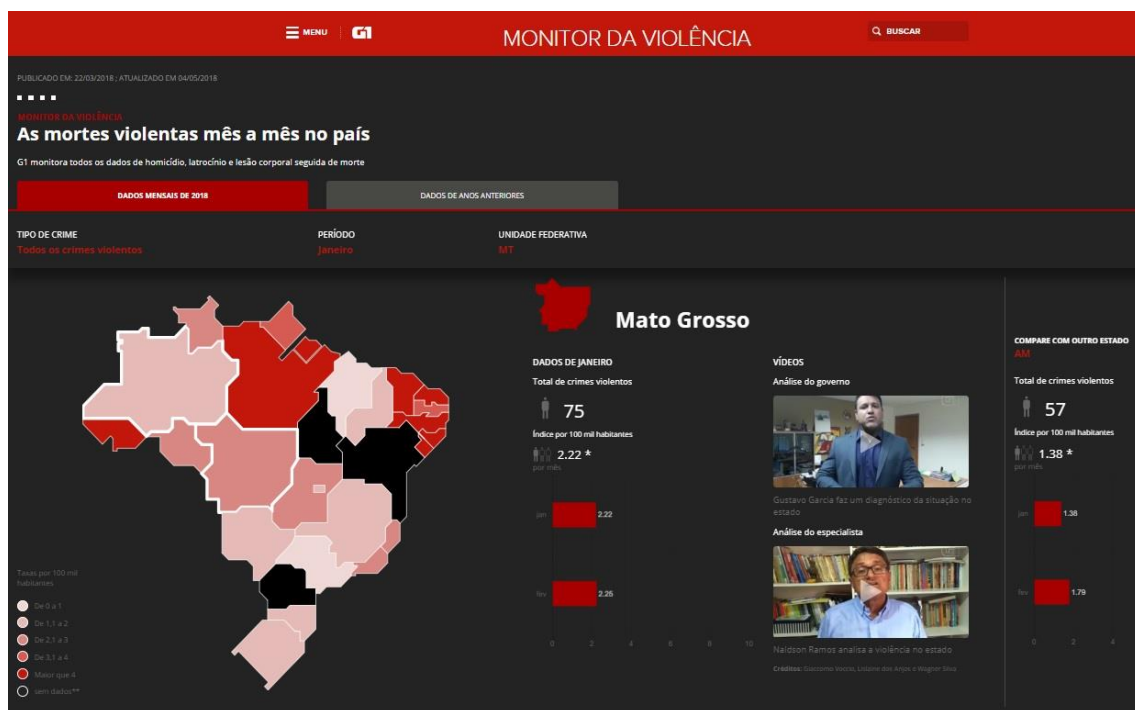 MENU
G1
MONITOR DA VIOLÊNCIA
BUSCAR
PUBLICADO EM: 22/03/2018 ; ATUALIZADO EM 04/05/2018
MONITOR DA VIOLÊNCIA
As mortes violentas mês a mês no país
G1 monitora todos os dados de homicídio, latrocínio e lesão corporal seguida de morte
DADOS MENSAIS DE 2018
DADOS DE ANOS ANTERIORES
TIPO DE CRIME
Todos os crimes violentos
PERÍODO
Janeiro
UNIDADE FEDERATIVA
MT
Taxas por 100 mil
habitantes
De 0 a 1
De 1,1 a 2
De 2,1 a 3
De 3,1 a 4
Maior que 4
sem dados**
Mato Grosso
DADOS DE JANEIRO
Total de crimes violentos
75
Índice por 100 mil habitantes
2.22 *
por mês
jan
2.22
fev
2.25
0 2 4 6 8 10
VÍDEOS
Análise do governo
Gustavo Garcia faz um diagnóstico da situação no
estado
Análise do especialista
Naldson Ramos analisa a violência no estado
Créditos:
COMPARE COM OUTRO ESTADO
AM
Total de crimes violentos
57
Índice por 100 mil habitantes
1.38 *
por mês
jan
1.38
fev
1.79
0 2 4